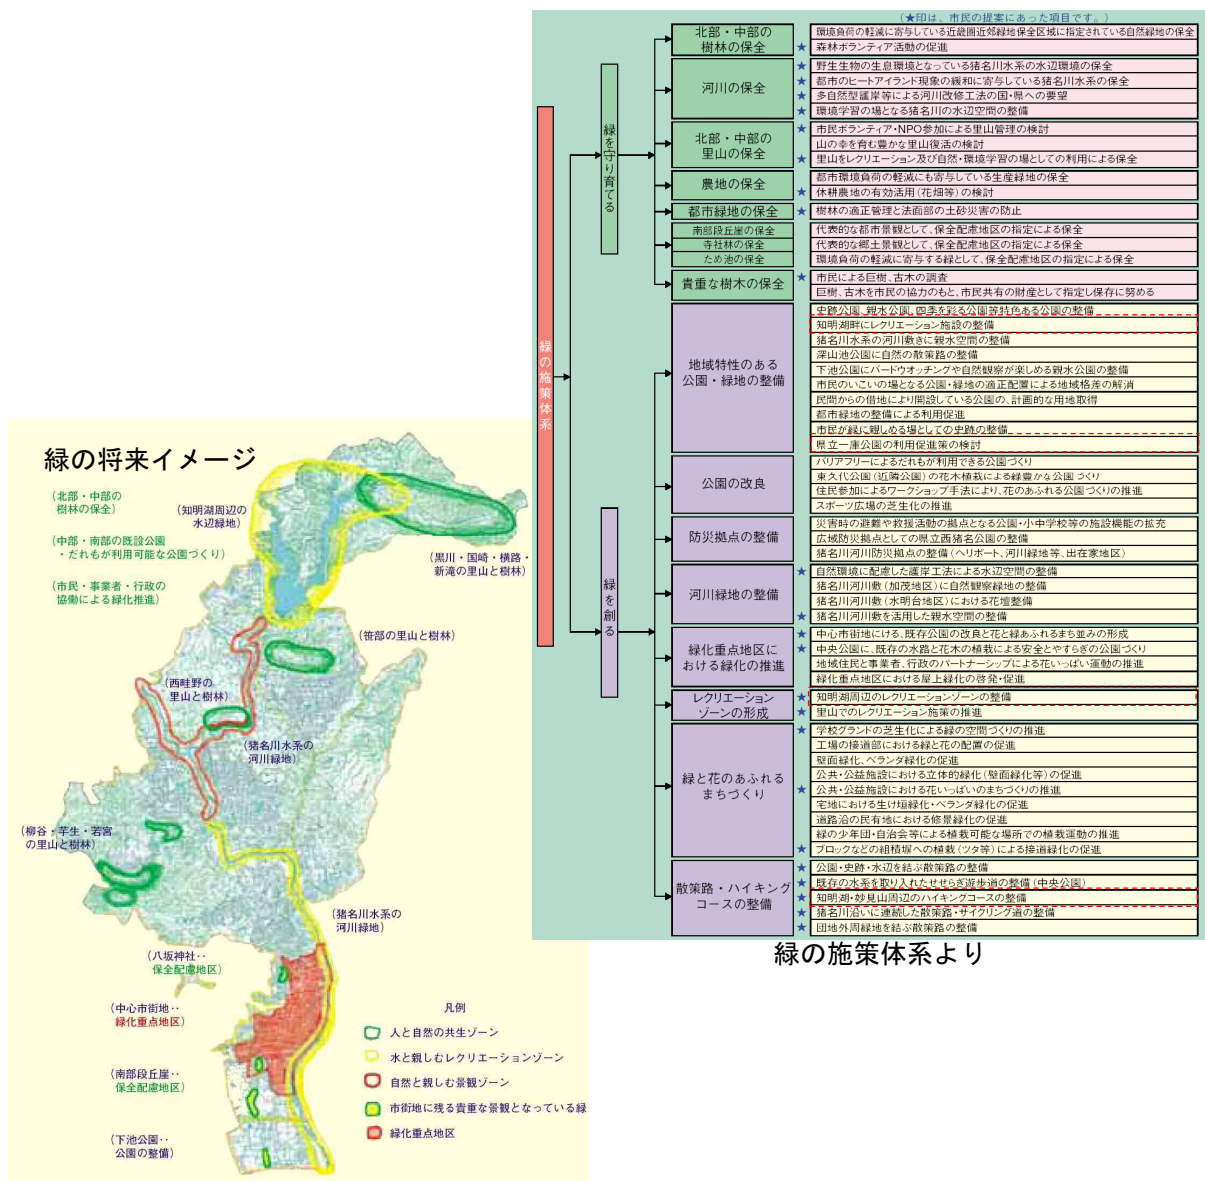 緑の将来イメージ
(北部・中部の
樹林の保全)
(中部・南部の既設公園
・だれもが利用可能な公園づくり)
(市民・事業者・行政の
協働による緑化推進)
(知明湖周辺の
水辺緑地)
(黒川・国崎・横路・
新滝の里山と樹林)
(笹部の里山と樹林)
(西畦野の
里山と樹林)
(猪名川水系の
河川緑地)
(柳谷・芋生・若宮
の里山と樹林)
(猪名川水系の
河川緑地)
(八坂神社‥
保全配慮地区)
(中心市街地‥
緑化重点地区)
(南部段丘崖‥
保全配慮地区)
(下池公園‥
公園の整備)
凡例
人と自然の共生ゾーン
水と親しむレクリエーションゾーン
自然と親しむ景観ゾーン
市街地に残る貴重な景観となっている緑
緑化重点地区
(★印は、市民の提案にあった項目です。)
緑の施策体系
緑を守り育てる
北部・中部の
樹林の保全
環境負荷の軽減に寄与している近畿圏近郊緑地保全区域に指定されている自然緑地の保全
★ 森林ボランティア活動の促進
河川の保全
★ 野生生物の生息環境となっている猪名川水系の水辺環境の保全
★ 都市のヒートアイランド現象の緩和に寄与している猪名川水系の保全
★ 多自然型護岸等による河川改修工法の国・県への要望
★ 環境学習の場となる猪名川の水辺空間の整備
北部・中部の
里山の保全
★ 市民ボランティア・NPO参加による里山管理の検討
山の幸を育む豊かな里山復活の検討
★ 里山をレクリエーション及び自然・環境学習の場としての利用による保全
農地の保全
都市環境負荷の軽減にも寄与している生産緑地の保全
★ 休耕農地の有効活用(花畑等)の検討
都市緑地の保全
★ 樹林の適正管理と法面部の土砂災害の防止
南部段丘崖の保全
代表的な都市景観として、保全配慮地区の指定による保全
寺社林の保全
代表的な郷土景観として、保全配慮地区の指定による保全
ため池の保全
環境負荷の軽減に寄与する緑として、保全配慮地区の指定による保全
貴重な樹木の保全
★ 市民による巨樹、古木の調査
巨樹、古木を市民の協力のもと、市民共有の財産として指定し保存に努める
緑を創る
地域特性のある
公園・緑地の整備
史跡公園、親水公園、四季を彩る公園等特色ある公園の整備
知明湖畔にレクリエーション施設の整備
猪名川水系の河川敷きに親水空間の整備
深山池公園に自然の散策路の整備
下池公園にバードウオッチングや自然観察が楽しめる親水公園の整備
市民のいこいの場となる公園・緑地の適正配置による地域格差の解消
民間からの借地により開設している公園の、計画的な用地取得
都市緑地の整備による利用促進
市民が緑に親しめる場としての史跡の整備
県立一庫公園の利用促進策の検討
公園の改良
バリアフリーによるだれもが利用できる公園づくり
東久代公園(近隣公園)の花木植栽による緑豊かな公園づくり
住民参加によるワークショップ手法により、花のあふれる公園づくりの推進
スポーツ広場の芝生化の推進
防災拠点の整備
災害時の避難や救援活動の拠点となる公園・小中学校等の施設機能の拡充
広域防災拠点としての県立西猪名公園の整備
猪名川河川防災拠点の整備(ヘリポート、河川緑地等、出在家地区)
河川緑地の整備
★ 自然環境に配慮した護岸工法による水辺空間の整備
猪名川河川敷(加茂地区)に自然観察緑地の整備
猪名川河川敷(水明台地区)における花壇整備
★ 猪名川河川敷を活用した親水空間の整備
緑化重点地区に
おける緑化の推進
★ 中心市街地にける、既存公園の改良と花と緑あふれるまち並みの形成
★ 中央公園に、既存の水路と花木の植栽による安全とやすらぎの公園づくり
地域住民と事業者、行政のパートナーシップによる花いっぱい運動の推進
緑化重点地区における屋上緑化の啓発・促進
レクリエーション
ゾーンの形成
★ 知明湖周辺のレクリエーションゾーンの整備
★ 里山でのレクリエーション施策の推進
緑と花のあふれる
まちづくり
★ 学校グランドの芝生化による緑の空間づくりの推進
工場の接道部における緑と花の配置の促進
壁面緑化、ベランダ緑化の促進
公共・公益施設における立体的緑化(壁面緑化等)の促進
★ 公共・公益施設における花いっぱいのまちづくりの推進
宅地における生け垣緑化・ベランダ緑化の促進
道路沿の民有地における修景緑化の促進
緑の少年団・自治会等による植栽可能な場所での植栽運動の推進
★ ブロックなどの組積塀への植栽(ツタ等)による接道緑化の促進
散策路・ハイキング
コースの整備
★ 公園・史跡・水辺を結ぶ散策路の整備
★ 既存の水系を取り入れたせせらぎ遊歩道の整備(中央公園)
★ 知明湖・妙見山周辺のハイキングコースの整備
★ 猪名川沿いに連続した散策路・サイクリング道の整備
★ 団地外周緑地を結ぶ散策路の整備
緑の施策体系より